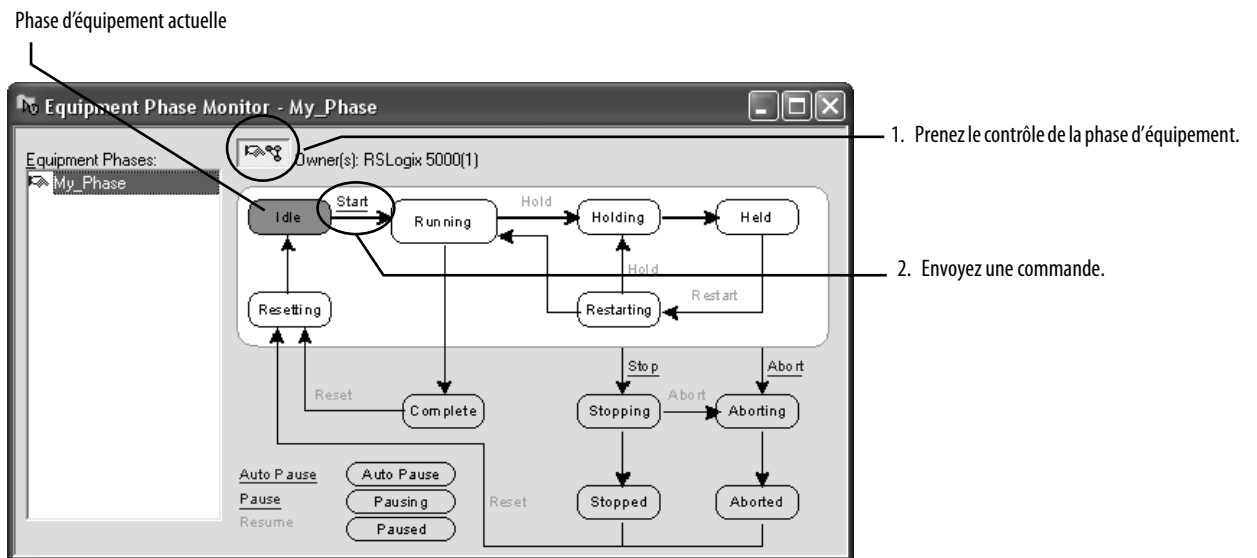 Phase d’équipement actuelle
Equipment Phase Monitor - My_Phase
1. Prenez le contrôle de la phase d’équipement.
Equipment Phases:
Owner(s): RSLogix 5000(1)
My_Phase
Idle
Start
Running
Hold
Holding
Held
Hold
2. Envoyez une commande.
Resetting
Restarting
Restart
Stop
Abort
Reset
Complete
Stopping
Abort
Aborting
Auto Pause
Auto Pause
Pause
Pausing
Reset
Stopped
Aborted
Resume
Paused